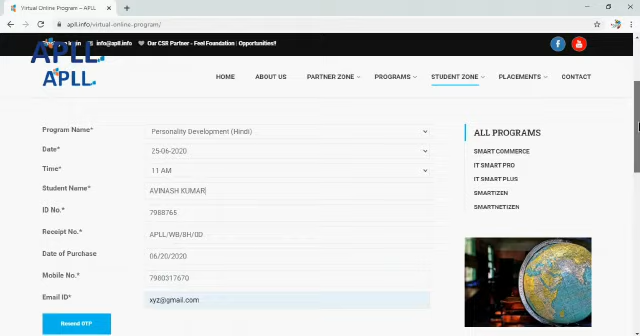 Virtual Online Program – APLL
apll.info/virtual-online-program/
info@apll.info
Our CSR Partner - Feel Foundation
Opportunities!!
APLL
APLL
HOME
ABOUT US
PARTNER ZONE
PROGRAMS
STUDENT ZONE
PLACEMENTS
CONTACT
Program Name*
Personality Development (Hindi)
Date*
25-06-2020
Time*
11 AM
Student Name*
AVINASH KUMAR
ID No.*
7988765
Receipt No.*
APLL/WB/8H/0D
Date of Purchase
06/20/2020
Mobile No.*
7980317670
Email ID*
xyz@gmail.com
Resend OTP
ALL PROGRAMS
SMART COMMERCE
IT SMART PRO
IT SMART PLUS
SMARTIZEN
SMARTNETIZEN